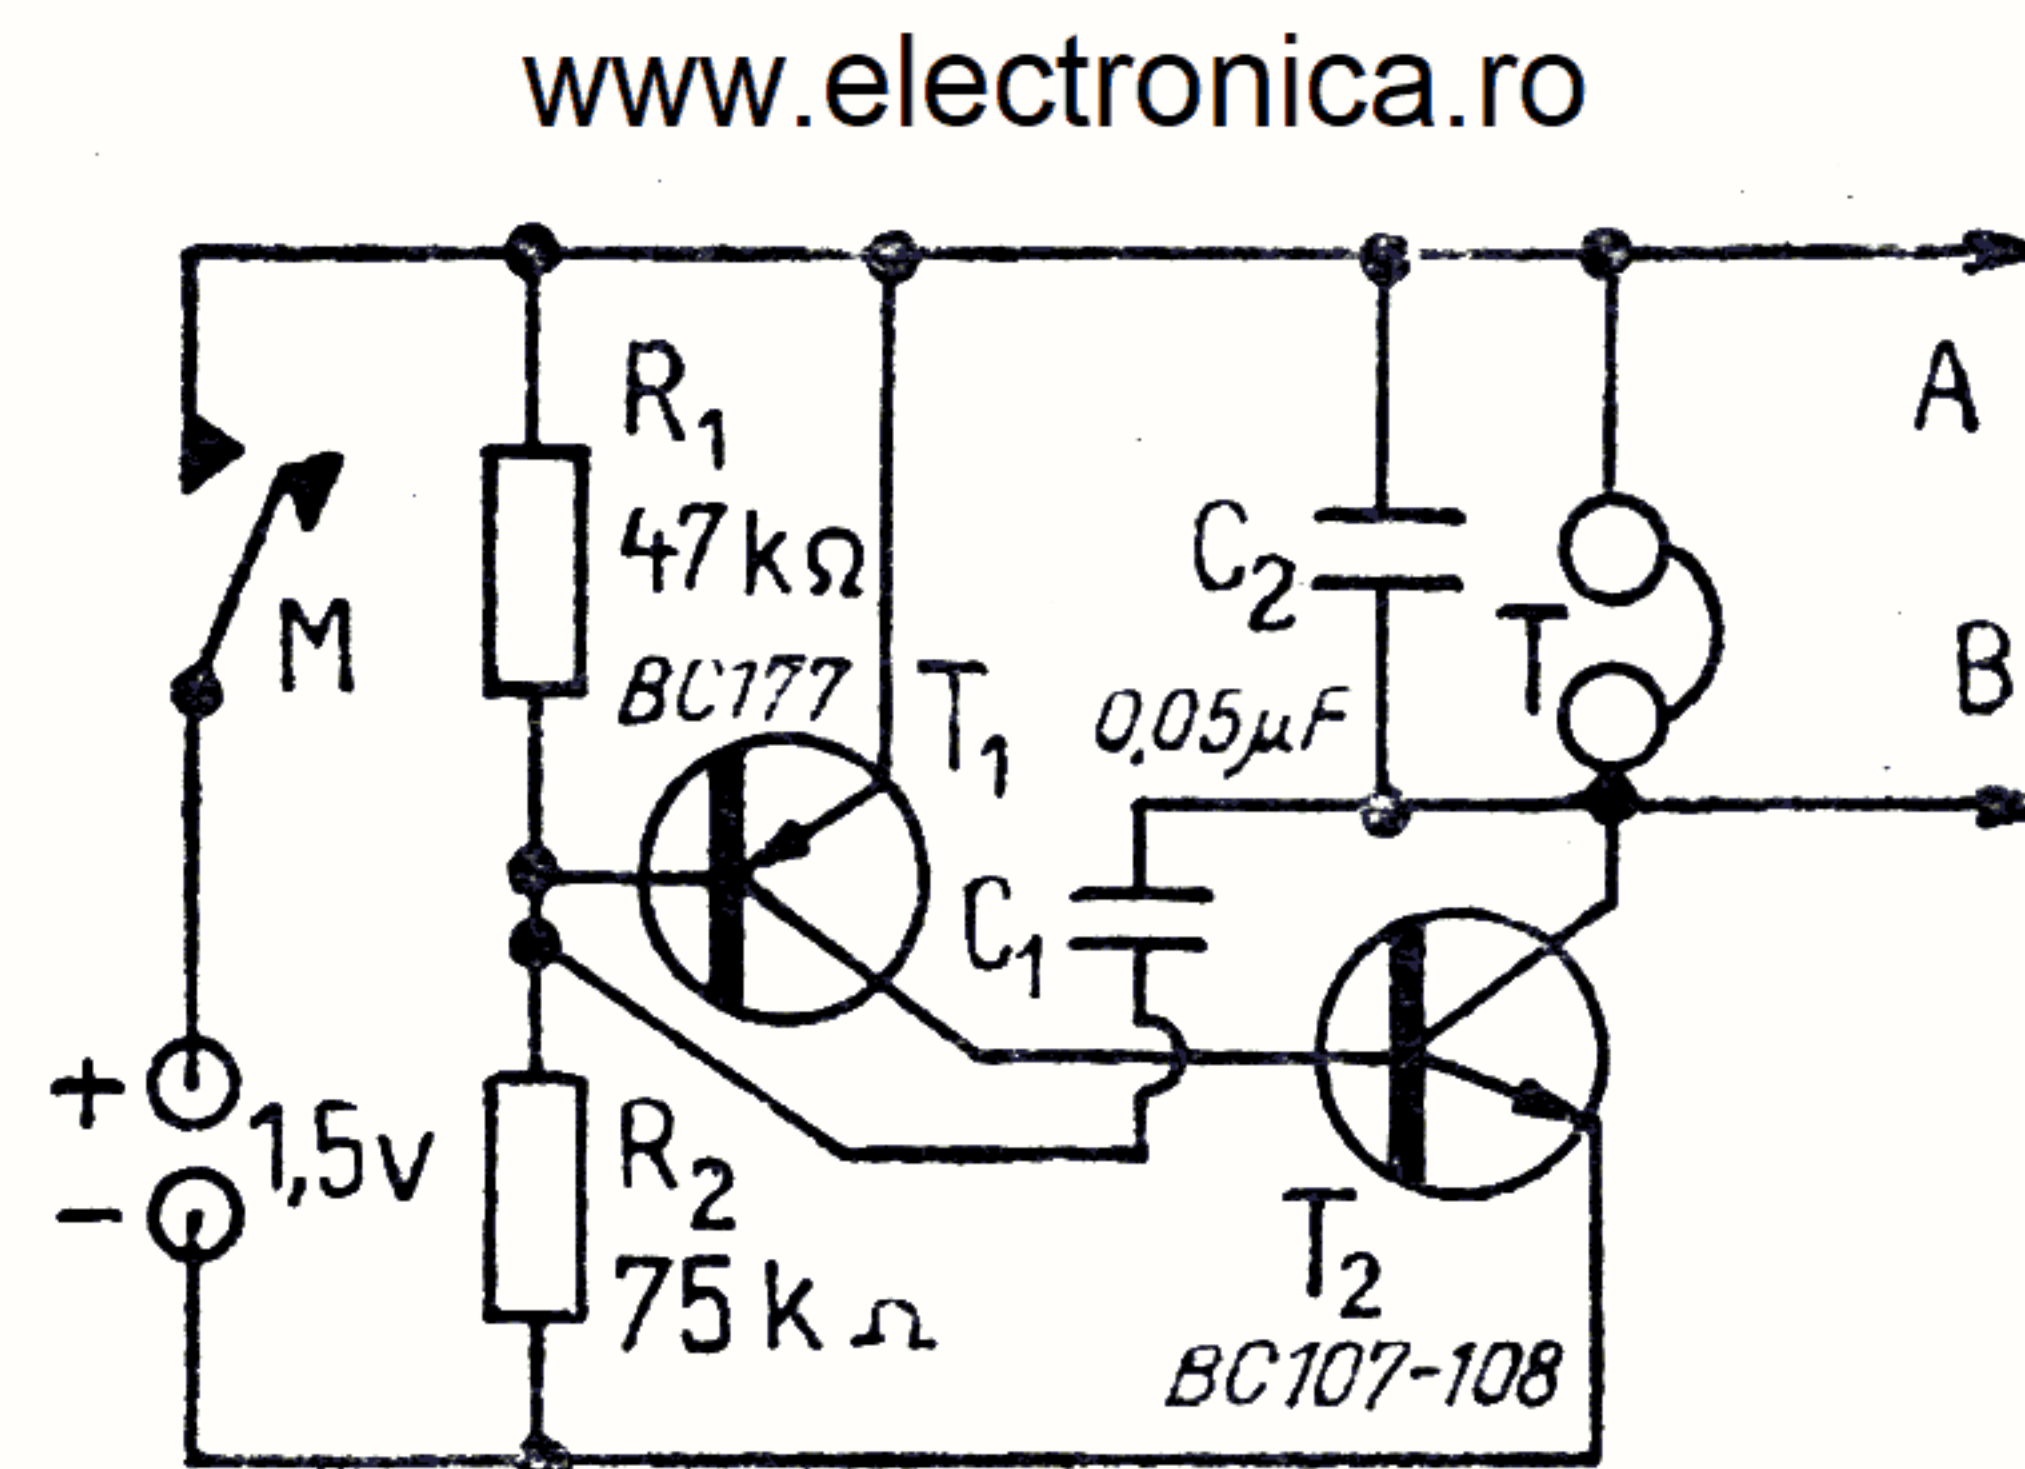 www.electronica.ro
R1
47kΩ
A
M
C2
T
B
BC177
T1
0,05µF
C1
+
1,5v
-
R2
75kΩ
T2
BC107-108